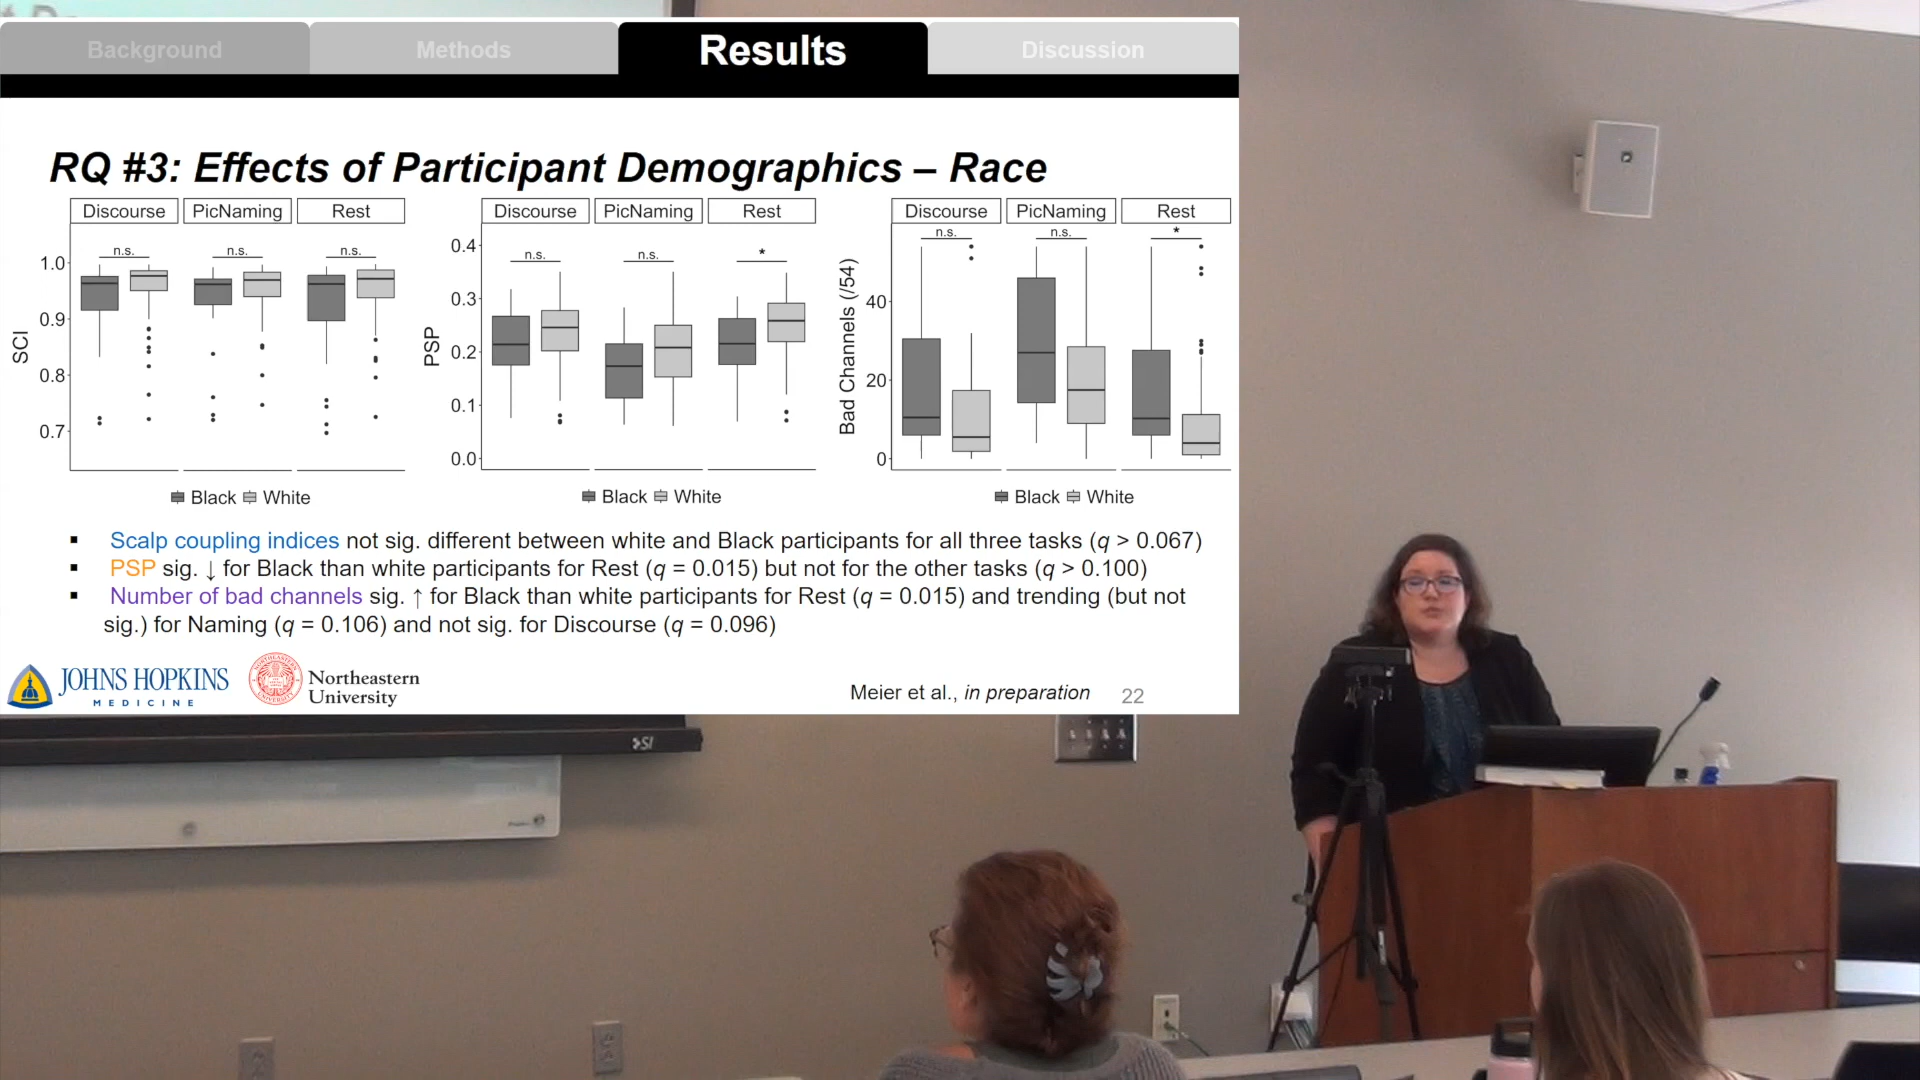 Background
Methods
Results
Discussion
RQ #3: Effects of Participant Demographics – Race
Discourse PicNaming Rest
n.s. n.s. n.s.
SCI
1.0
0.9
0.8
0.7
Black White
Discourse PicNaming Rest
n.s. n.s. *
PSP
0.4
0.3
0.2
0.1
0.0
Black White
Discourse PicNaming Rest
n.s. n.s. *
Bad Channels (/54)
40
20
0
Black White
▪ Scalp coupling indices not sig. different between white and Black participants for all three tasks (q > 0.067)
▪ PSP sig. ↓ for Black than white participants for Rest (q = 0.015) but not for the other tasks (q > 0.100)
▪ Number of bad channels sig. ↑ for Black than white participants for Rest (q = 0.015) and trending (but not
sig.) for Naming (q = 0.106) and not sig. for Discourse (q = 0.096)
JOHNS HOPKINS
MEDICINE
Northeastern
University
Meier et al., in preparation
22
SI